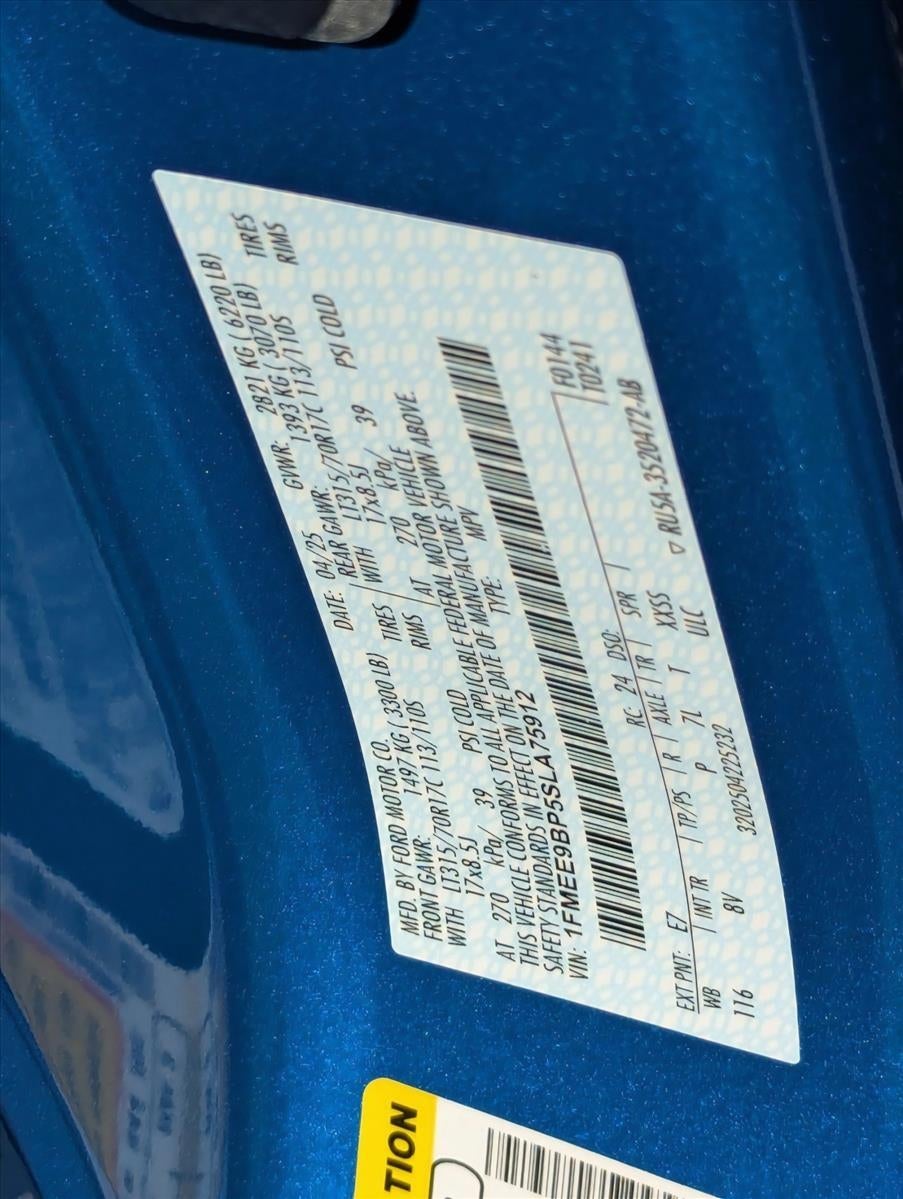 MFD. BY FORD MOTOR CO.
DATE: 04/25 GVWR: 2821 KG ( 6220 LB)
FRONT GAWR: 1497 KG ( 3300 LB) REAR GAWR: 1393 KG ( 3070 LB)
WITH LT315/70R17C 113/110S TIRES WITH LT315/70R17C 113/110S TIRES
17x8.5J RIMS 17x8.5J RIMS
AT 270 kPa/ 39 PSI COLD AT 270 kPa/ 39 PSI COLD
THIS VEHICLE CONFORMS TO ALL APPLICABLE FEDERAL MOTOR VEHICLE
SAFETY STANDARDS IN EFFECT ON THE DATE OF MANUFACTURE SHOWN ABOVE.
VIN: 1FMEE9BP5SLA75912 TYPE: MPV
F0144
T0241
EXT PNT: E7 RC: 24 DSO:
WB INT TR TP/PS R AXLE TR SPR
116 8V P 7L T XXSS
ULC
3202504225232 ▽ RU5A-3520472-AB
TION